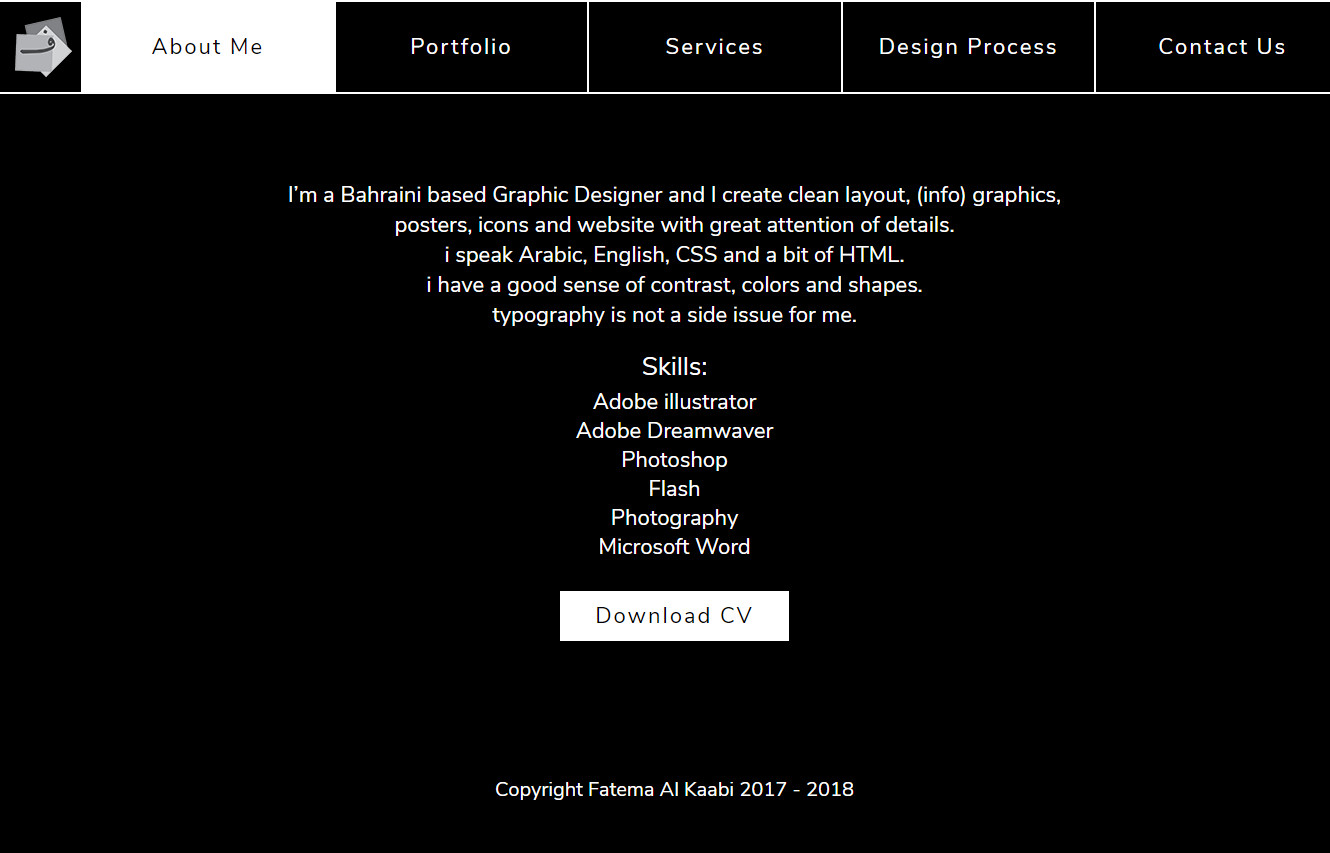 About Me
Portfolio
Services
Design Process
Contact Us
I’m a Bahraini based Graphic Designer and I create clean layout, (info) graphics,
posters, icons and website with great attention of details.
i speak Arabic, English, CSS and a bit of HTML.
i have a good sense of contrast, colors and shapes.
typography is not a side issue for me.
Skills:
Adobe illustrator
Adobe Dreamwaver
Photoshop
Flash
Photography
Microsoft Word
Download CV
Copyright Fatema Al Kaabi 2017 - 2018